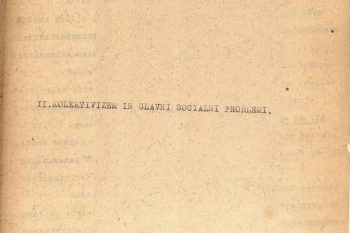 II.KOLEKTIVIZEM IN GLAVNI SOCIALNI PROBLEMI.